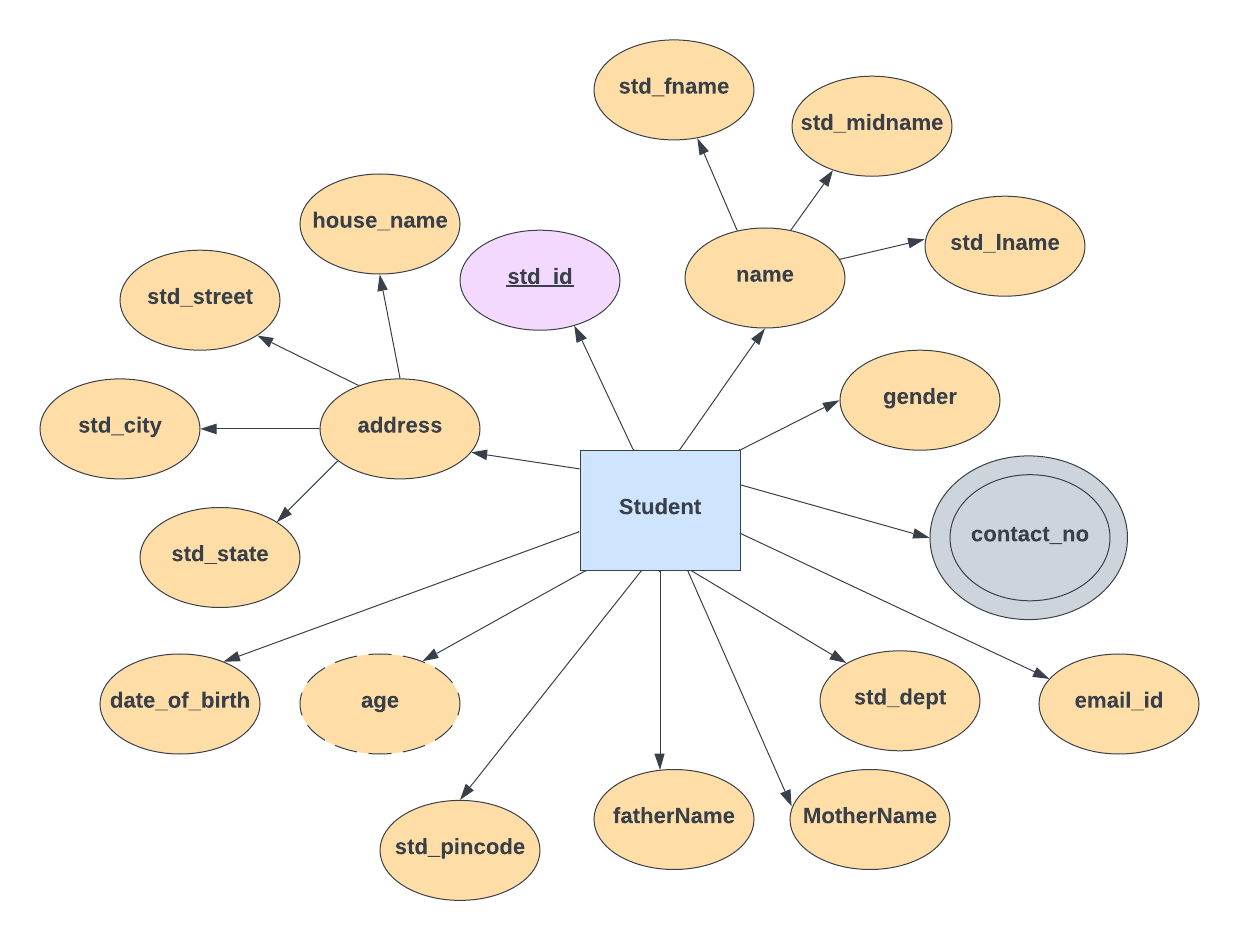 std_fname
std_midname
house_name
std_lname
std_id
name
std_street
gender
std_city
address
Student
contact_no
std_state
date_of_birth
age
std_dept
email_id
fatherName
MotherName
std_pincode